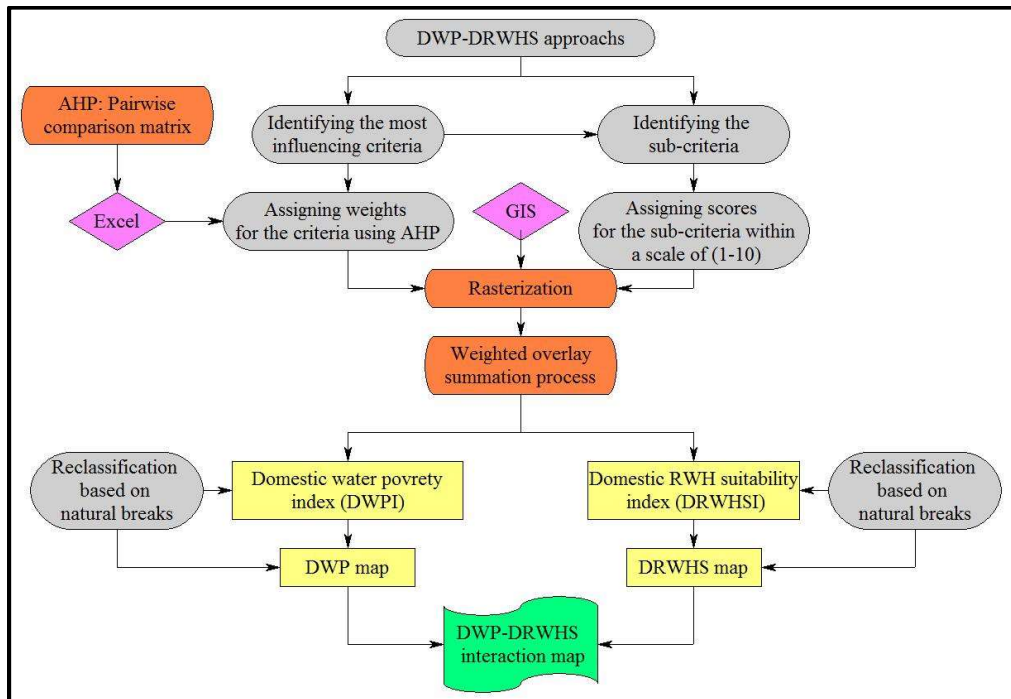 DWP-DRWHS approachs
AHP: Pairwise
comparison matrix
Identifying the most
influencing criteria
Identifying the
sub-criteria
Excel
Assigning weights
for the criteria using AHP
GIS
Assigning scores
for the sub-criteria within
a scale of (1-10)
Rasterization
Weighted overlay
summation process
Reclassification
based on
natural breaks
Domestic water povrety
index (DWPI)
Domestic RWH suitability
index (DRWHSI)
Reclassification
based on
natural breaks
DWP map
DRWHS map
DWP-DRWHS
interaction map